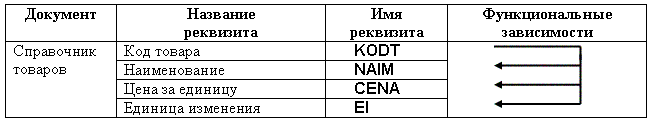 Документ
Название реквизита
Имя реквизита
Функциональные зависимости
Справочник товаров
Код товара
KODT
Наименование
NAIM
Цена за единицу
CENA
Единица изменения
EI